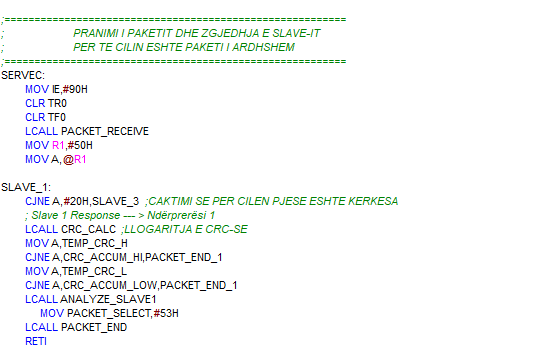 ;==========================================================
; PRANIMI I PAKETIT DHE ZGJEDHJA E SLAVE-IT
; PER TE CILIN ESHTE PAKETI I ARDHSHEM
;==========================================================
SERVEC:
MOV IE,#90H
CLR TR0
CLR TF0
LCALL PACKET_RECEIVE
MOV R1,#50H
MOV A,@R1
SLAVE_1:
CJNE A,#20H,SLAVE_3 ;CAKTIMI SE PER CILEN PJESE ESHTE KERKESA
; Slave 1 Response --- > Ndërprerësi 1
LCALL CRC_CALC ;LLOGARITJA E CRC-SE
MOV A,TEMP_CRC_H
CJNE A,CRC_ACCUM_HI,PACKET_END_1
MOV A,TEMP_CRC_L
CJNE A,CRC_ACCUM_LOW,PACKET_END_1
LCALL ANALYZE_SLAVE1
MOV PACKET_SELECT,#53H
LCALL PACKET_END
RETI